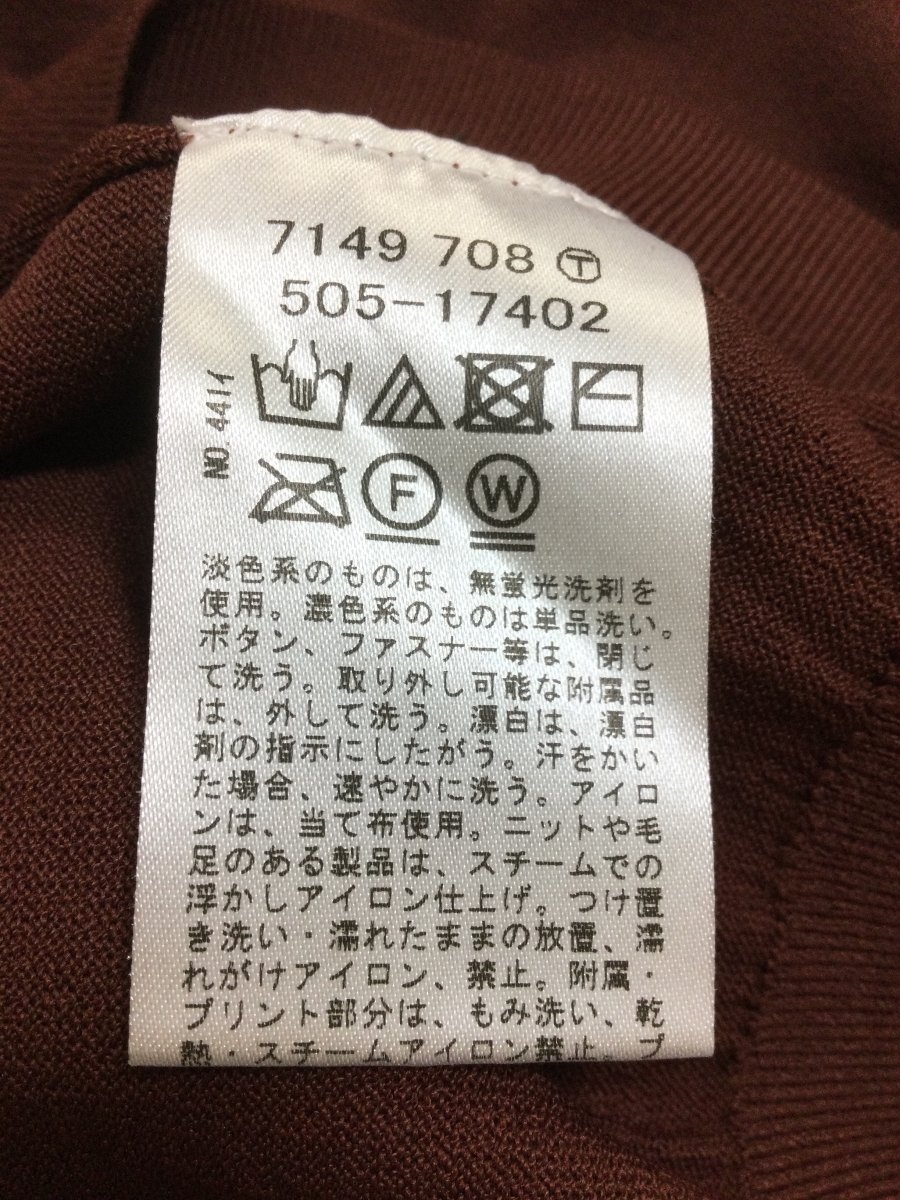 7149 708 Ⓣ
505-17402
NO.441イ
F
W
淡色系のものは、無蛍光洗剤を
使用。濃色系のものは単品洗い。
ボタン、ファスナー等は、閉じ
て洗う。取り外し可能な附属品
は、外して洗う。漂白は、漂白
剤の指示にしたがう。汗をかい
た場合、速やかに洗う。アイロ
ンは、当て布使用。ニットや毛
足のある製品は、スチームでの
浮かしアイロン仕上げ。つけ置
き洗い・濡れたままの放置、濡
れがけアイロン、禁止。附属・
プリント部分は、もみ洗い、乾
熱・スチームアイロン禁止。プ